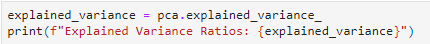 explained_variance = pca.explained_variance_
print(f"Explained Variance Ratios: {explained_variance}")